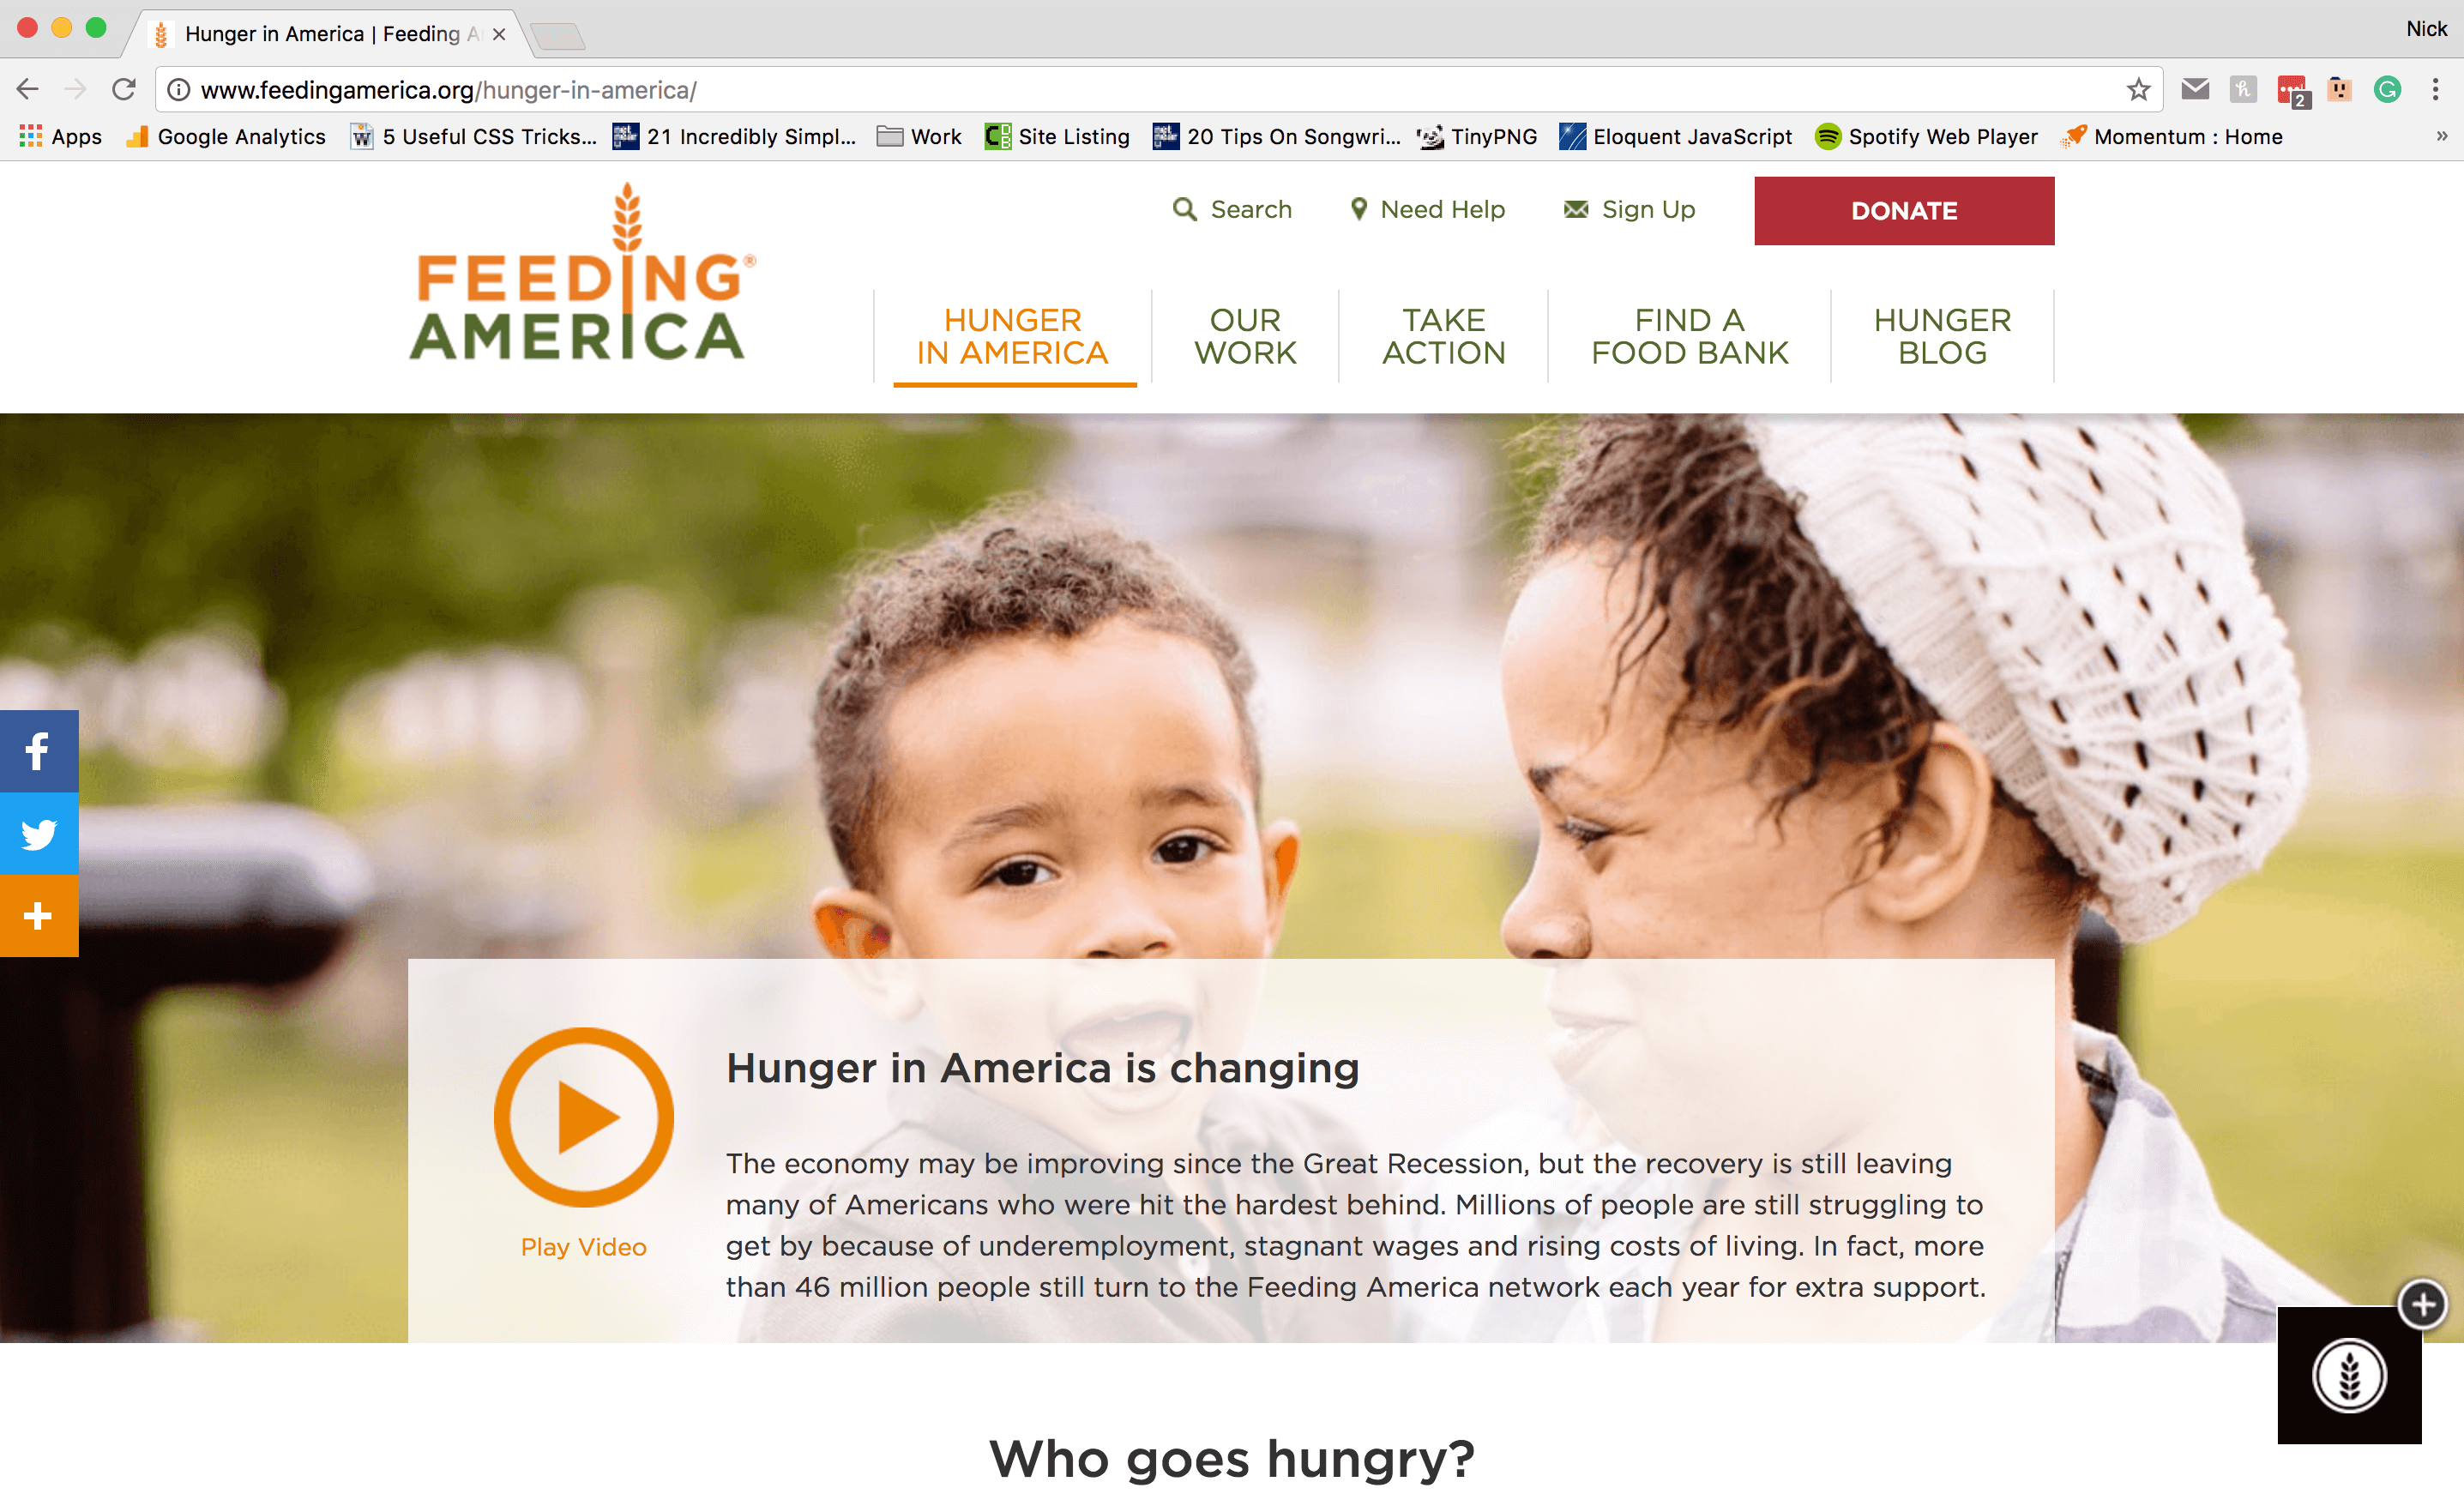 Hunger in America | Feeding A
Nick
www.feedingamerica.org/hunger-in-america/
2
Apps
Google Analytics
5 Useful CSS Tricks...
21 Incredibly Simpl...
Work
Site Listing
20 Tips On Songwri...
TinyPNG
Eloquent JavaScript
Spotify Web Player
Momentum : Home
»
Search
Need Help
Sign Up
DONATE
FEEDING®
AMERICA
HUNGER
IN AMERICA
OUR
WORK
TAKE
ACTION
FIND A
FOOD BANK
HUNGER
BLOG
Hunger in America is changing
The economy may be improving since the Great Recession, but the recovery is still leaving
many of Americans who were hit the hardest behind. Millions of people are still struggling to
get by because of underemployment, stagnant wages and rising costs of living. In fact, more
than 46 million people still turn to the Feeding America network each year for extra support.
Play Video
Who goes hungry?